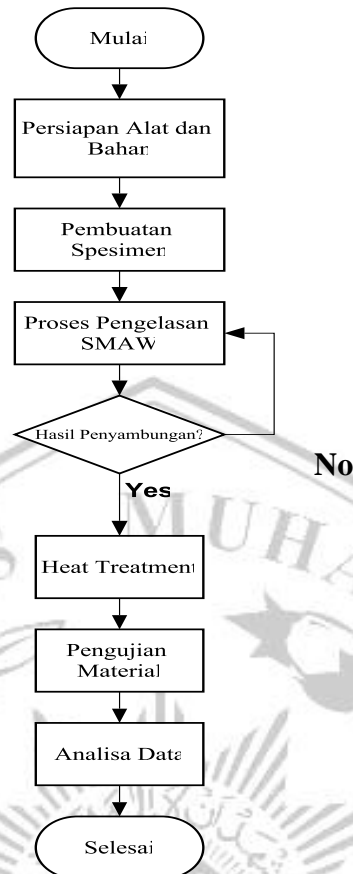 Mulai
Persiapan Alat dan
Bahan
Pembuatan
Spesimen
Proses Pengelasan
SMAW
Hasil Penyambungan?
No
Yes
MUHA
Heat Treatment
Pengujian
Material
Analisa Data
Selesai